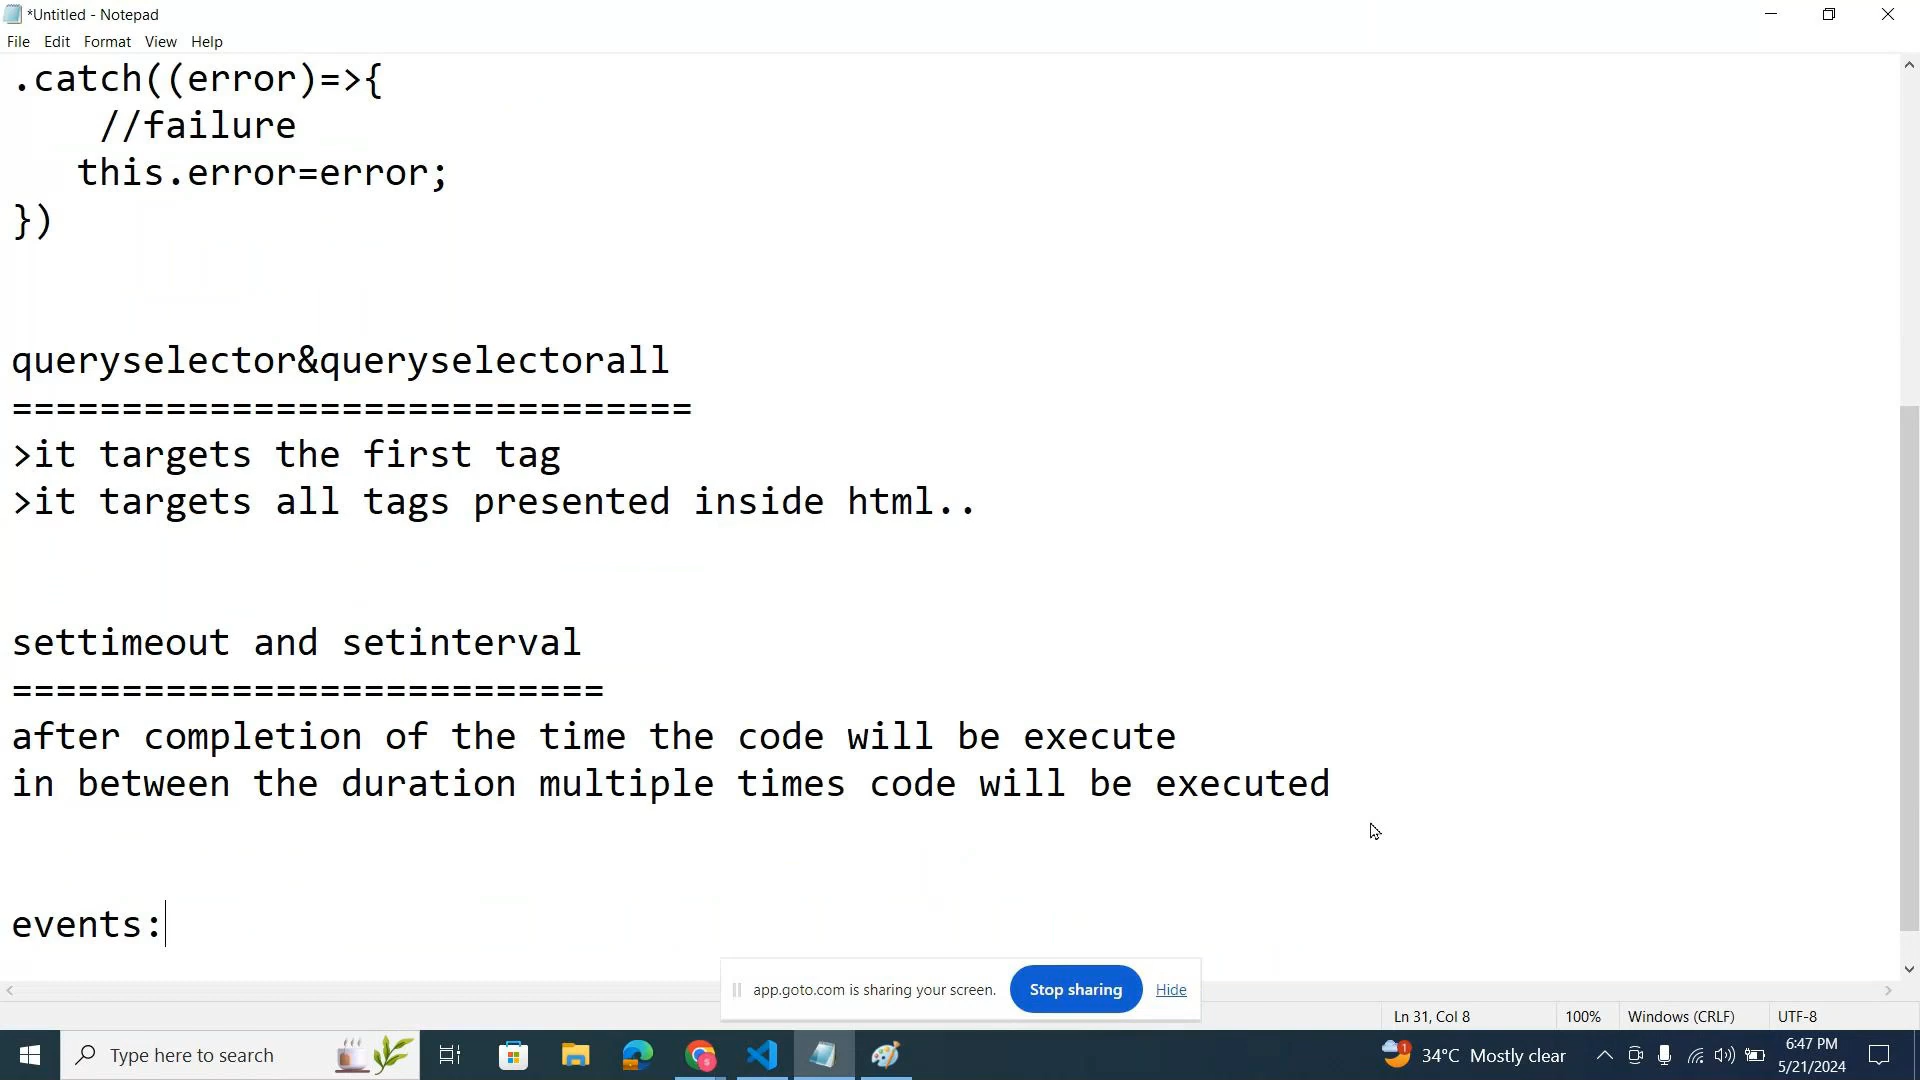 *Untitled - Notepad
File Edit Format View Help
.catch((error)=>{
//failure
this.error=error;
})
queryselector&queryselectorall
===============================
>it targets the first tag
>it targets all tags presented inside html..
settimeout and setinterval
===========================
after completion of the time the code will be execute
in between the duration multiple times code will be executed
events:
app.goto.com is sharing your screen. Stop sharing Hide
Ln 31, Col 8 100% Windows (CRLF) UTF-8
Type here to search 34°C Mostly clear 6:47 PM
5/21/2024